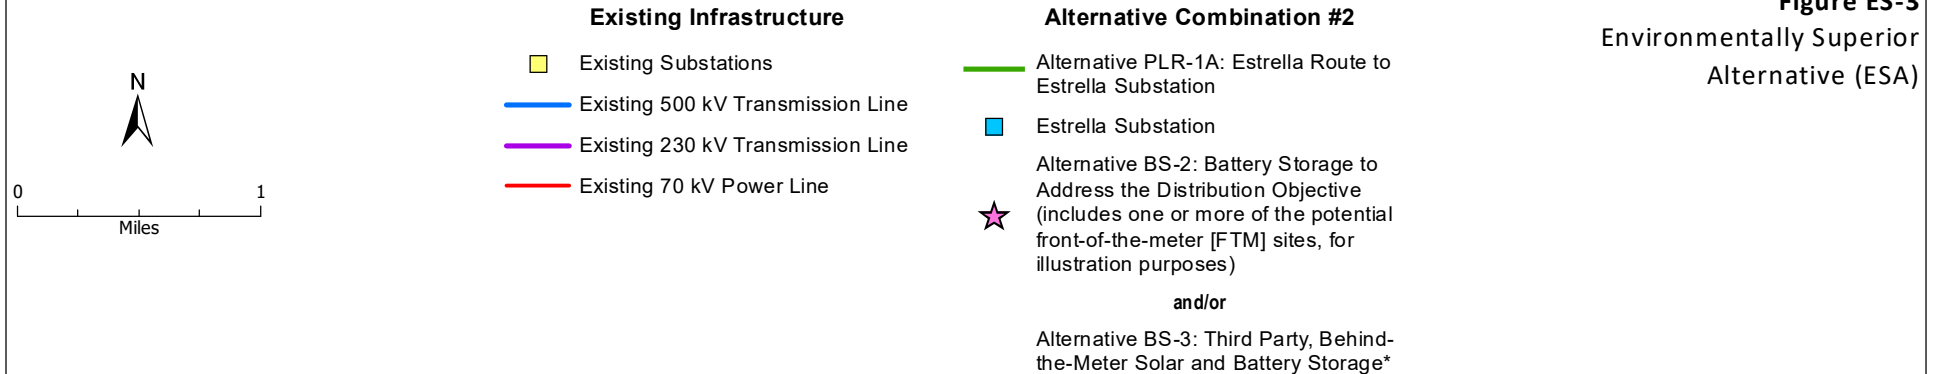 Figure ES-3
Environmentally Superior
Alternative (ESA)
N
0 1
Miles
Existing Infrastructure
Existing Substations
Existing 500 kV Transmission Line
Existing 230 kV Transmission Line
Existing 70 kV Power Line
Alternative Combination #2
Alternative PLR-1A: Estrella Route to
Estrella Substation
Estrella Substation
Alternative BS-2: Battery Storage to
Address the Distribution Objective
(includes one or more of the potential
front-of-the-meter [FTM] sites, for
illustration purposes)
and/or
Alternative BS-3: Third Party, Behind-
the-Meter Solar and Battery Storage*